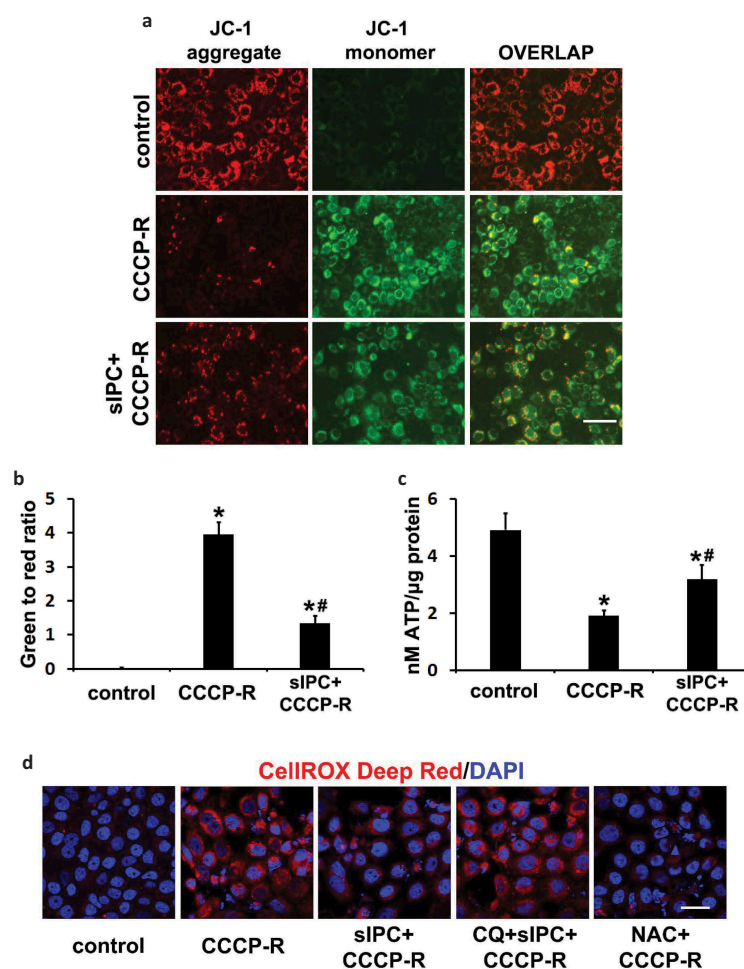 a
JC-1 aggregate
JC-1 monomer
OVERLAP
control
CCCP-R
sIPC+
CCCP-R
b
Green to red ratio
5
4
3
2
1
0
*
*#
control
CCCP-R
sIPC+
CCCP-R
c
nM ATP/µg protein
6
4
2
0
*
*#
control
CCCP-R
sIPC+
CCCP-R
d
CellROX Deep Red/DAPI
control
CCCP-R
sIPC+
CCCP-R
CQ+sIPC+
CCCP-R
NAC+
CCCP-R